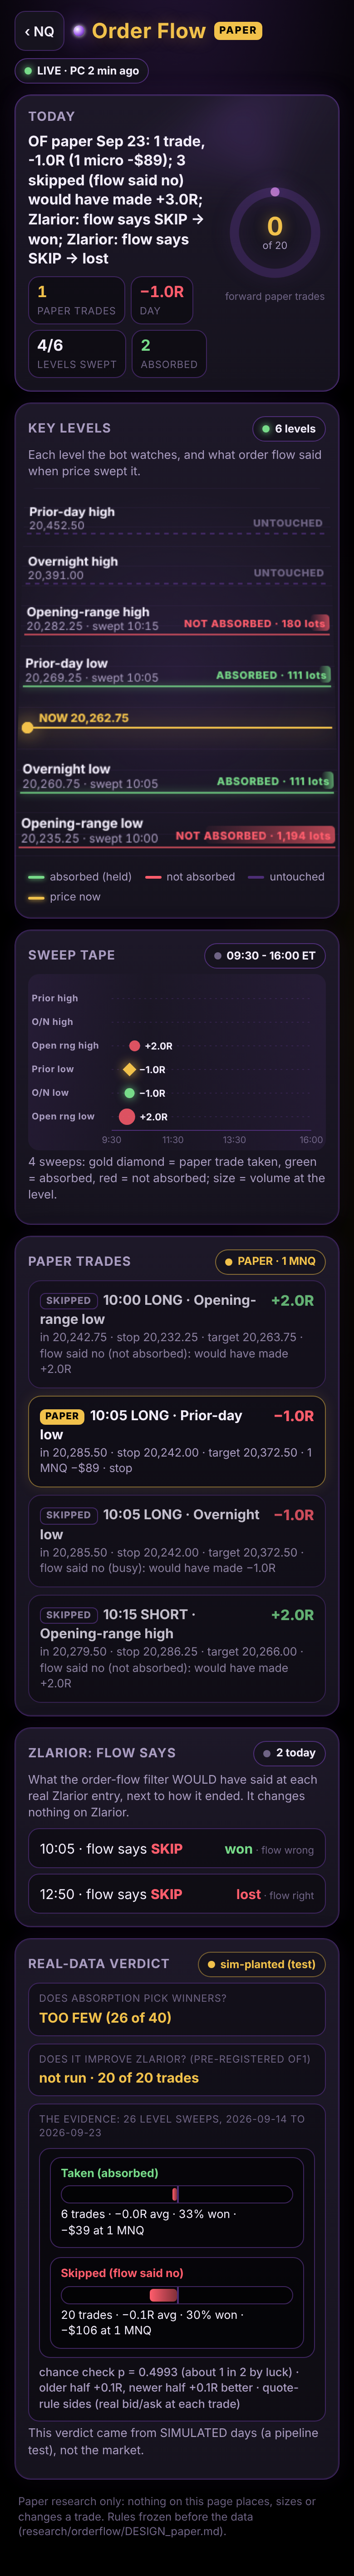 ‹ NQ
Order Flow
PAPER
LIVE · PC 2 min ago
TODAY
OF paper Sep 23: 1 trade,
-1.0R (1 micro -$89); 3
skipped (flow said no)
would have made +3.0R;
Zlarior: flow says SKIP →
won; Zlarior: flow says
SKIP → lost
0
of 20
forward paper trades
1
PAPER TRADES
−1.0R
DAY
4/6
LEVELS SWEPT
2
ABSORBED
KEY LEVELS
6 levels
Each level the bot watches, and what order flow said
when price swept it.
Prior-day high
20,452.50
UNTOUCHED
Overnight high
20,391.00
UNTOUCHED
Opening-range high
20,282.25 · swept 10:15
NOT ABSORBED · 180 lots
Prior-day low
20,269.25 · swept 10:05
ABSORBED · 111 lots
NOW 20,262.75
Overnight low
20,260.75 · swept 10:05
ABSORBED · 111 lots
Opening-range low
20,235.25 · swept 10:00
NOT ABSORBED · 1,194 lots
absorbed (held)
not absorbed
untouched
price now
SWEEP TAPE
09:30 - 16:00 ET
Prior high
O/N high
Open rng high
+2.0R
Prior low
−1.0R
O/N low
−1.0R
Open rng low
+2.0R
9:30
11:30
13:30
16:00
4 sweeps: gold diamond = paper trade taken, green
= absorbed, red = not absorbed; size = volume at the
level.
PAPER TRADES
PAPER · 1 MNQ
SKIPPED 10:00 LONG · Opening-
range low
+2.0R
in 20,242.75 · stop 20,232.25 · target 20,263.75 ·
flow said no (not absorbed): would have made
+2.0R
PAPER 10:05 LONG · Prior-day
low
−1.0R
in 20,285.50 · stop 20,242.00 · target 20,372.50 · 1
MNQ −$89 · stop
SKIPPED 10:05 LONG · Overnight
low
−1.0R
in 20,285.50 · stop 20,242.00 · target 20,372.50 ·
flow said no (busy): would have made −1.0R
SKIPPED 10:15 SHORT ·
Opening-range high
+2.0R
in 20,279.50 · stop 20,286.25 · target 20,266.00 ·
flow said no (not absorbed): would have made
+2.0R
ZLARIOR: FLOW SAYS
2 today
What the order-flow filter WOULD have said at each
real Zlarior entry, next to how it ended. It changes
nothing on Zlarior.
10:05 · flow says SKIP
won · flow wrong
12:50 · flow says SKIP
lost · flow right
REAL-DATA VERDICT
sim-planted (test)
DOES ABSORPTION PICK WINNERS?
TOO FEW (26 of 40)
DOES IT IMPROVE ZLARIOR? (PRE-REGISTERED OF1)
not run · 20 of 20 trades
THE EVIDENCE: 26 LEVEL SWEEPS, 2026-09-14 TO
2026-09-23
Taken (absorbed)
6 trades · −0.0R avg · 33% won ·
−$39 at 1 MNQ
Skipped (flow said no)
20 trades · −0.1R avg · 30% won ·
−$106 at 1 MNQ
chance check p = 0.4993 (about 1 in 2 by luck) ·
older half +0.1R, newer half +0.1R better · quote-
rule sides (real bid/ask at each trade)
This verdict came from SIMULATED days (a pipeline
test), not the market.
Paper research only: nothing on this page places, sizes or
changes a trade. Rules frozen before the data
(research/orderflow/DESIGN_paper.md).